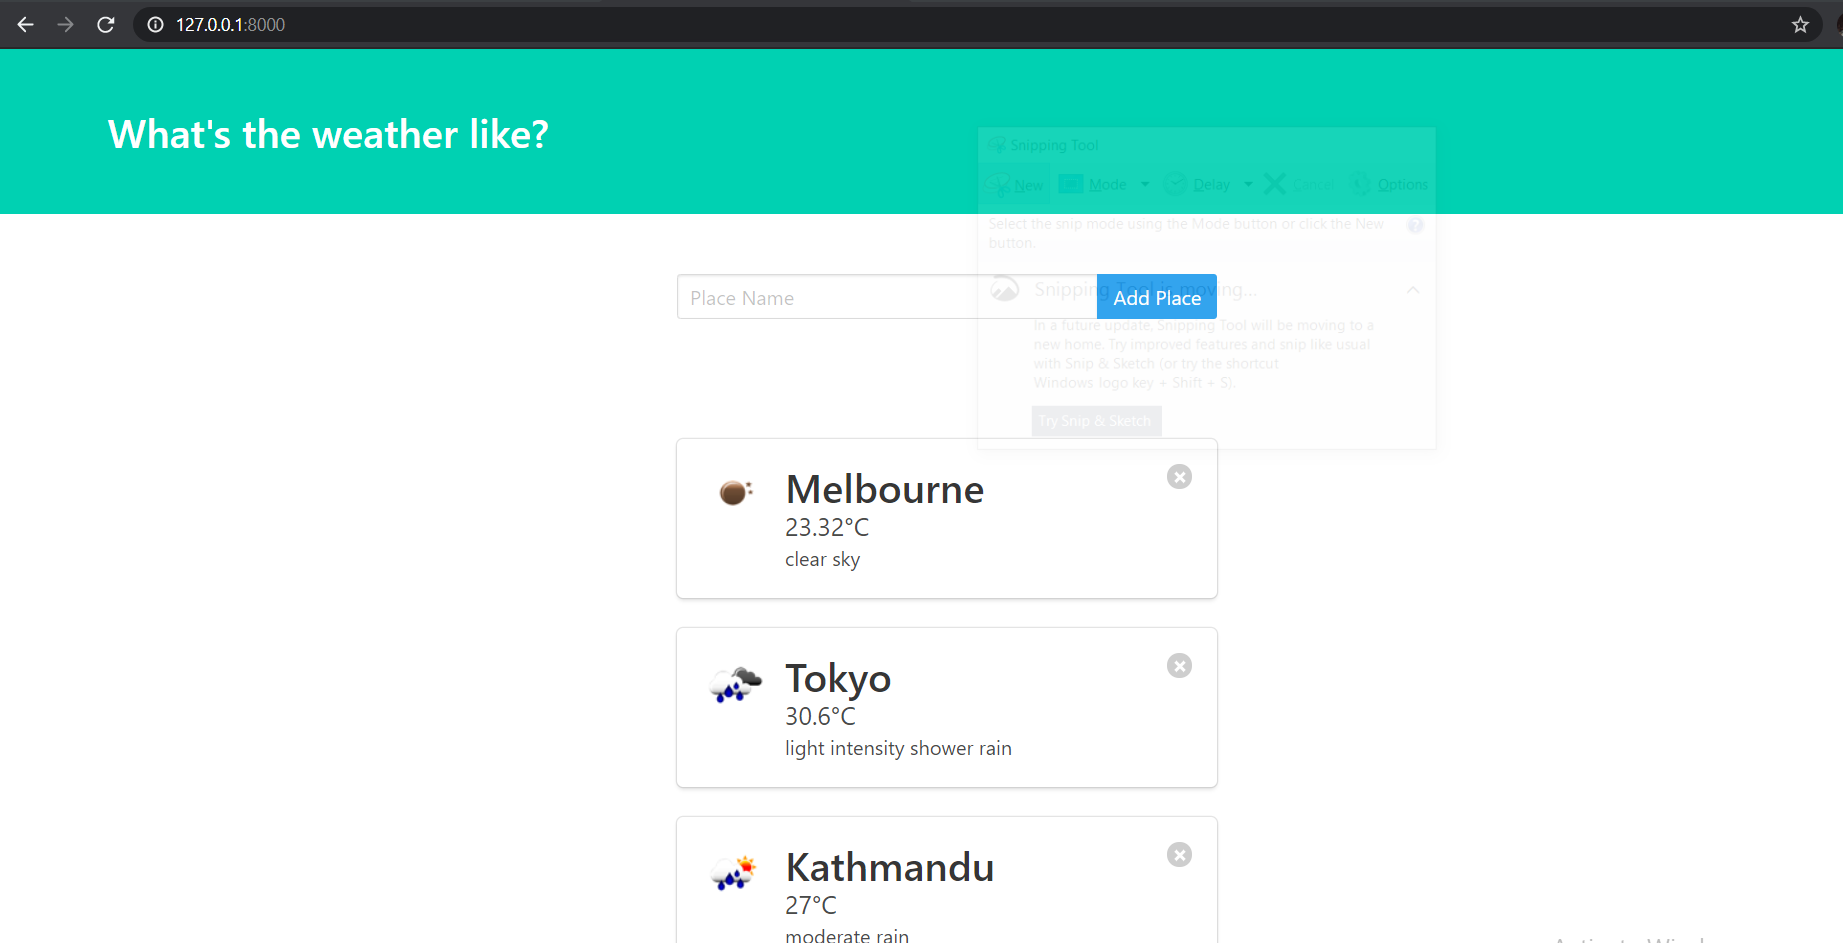 127.0.0.1:8000
What's the weather like?
Snipping Tool
New Mode Delay Cancel Options
Select the snip mode using the Mode button or click the New
button.
Place Name
Add Place
Snipping Tool is moving...
In a future update, Snipping Tool will be moving to a
new home. Try improved features and snip like usual
with Snip & Sketch (or try the shortcut
Windows logo key + Shift + S).
Try Snip & Sketch
Melbourne
23.32°C
clear sky
Tokyo
30.6°C
light intensity shower rain
Kathmandu
27°C
moderate rain